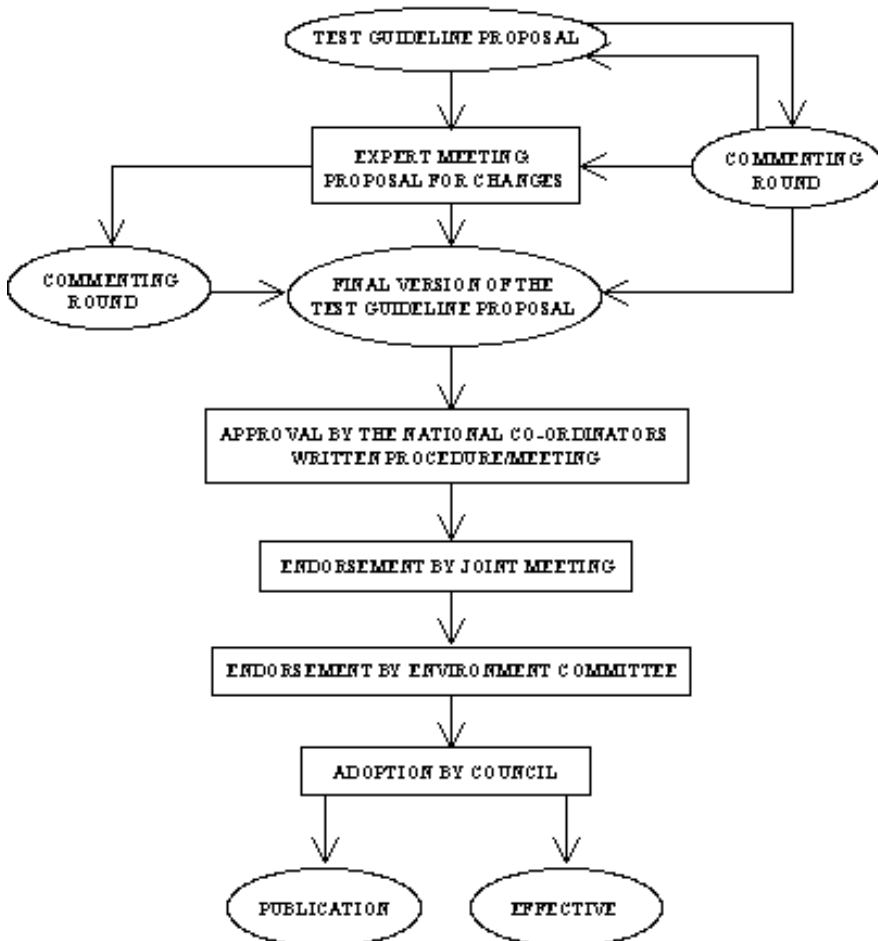 TEST GUIDELINE PROPOSAL
EXPERT MEETING
PROPOSAL FOR CHANGES
COMMENTING
ROUND
COMMENTING
ROUND
FINAL VERSION OF THE
TEST GUIDELINE PROPOSAL
APPROVAL BY THE NATIONAL CO-ORDINATORS
WRITTEN PROCEDURE/MEETING
ENDORSEMENT BY JOINT MEETING
ENDORSEMENT BY ENVIRONMENT COMMITTEE
ADOPTION BY COUNCIL
PUBLICATION
EFFECTIVE